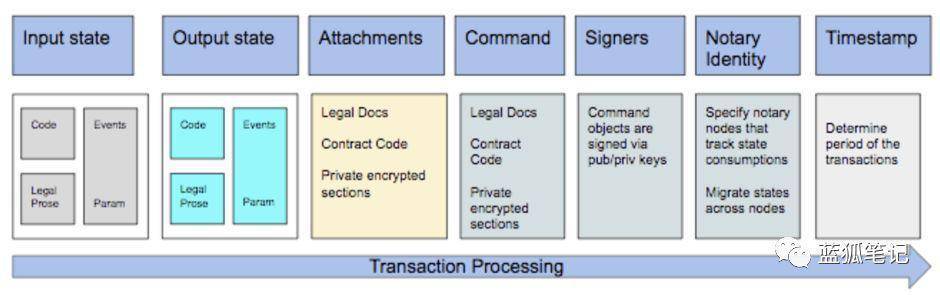 Input state
Output state
Attachments
Command
Signers
Notary
Identity
Timestamp
Code
Events
Legal
Prose
Param
Code
Events
Legal
Prose
Param
Legal Docs
Contract Code
Private encrypted
sections
Legal Docs
Contract
Code
Private
encrypted
sections
Command
objects are
signed via
pub/priv keys
Specify notary
nodes that
track state
consumptions
Migrate states
across nodes
Determine
period of the
transactions
蓝狐笔记
Transaction Processing